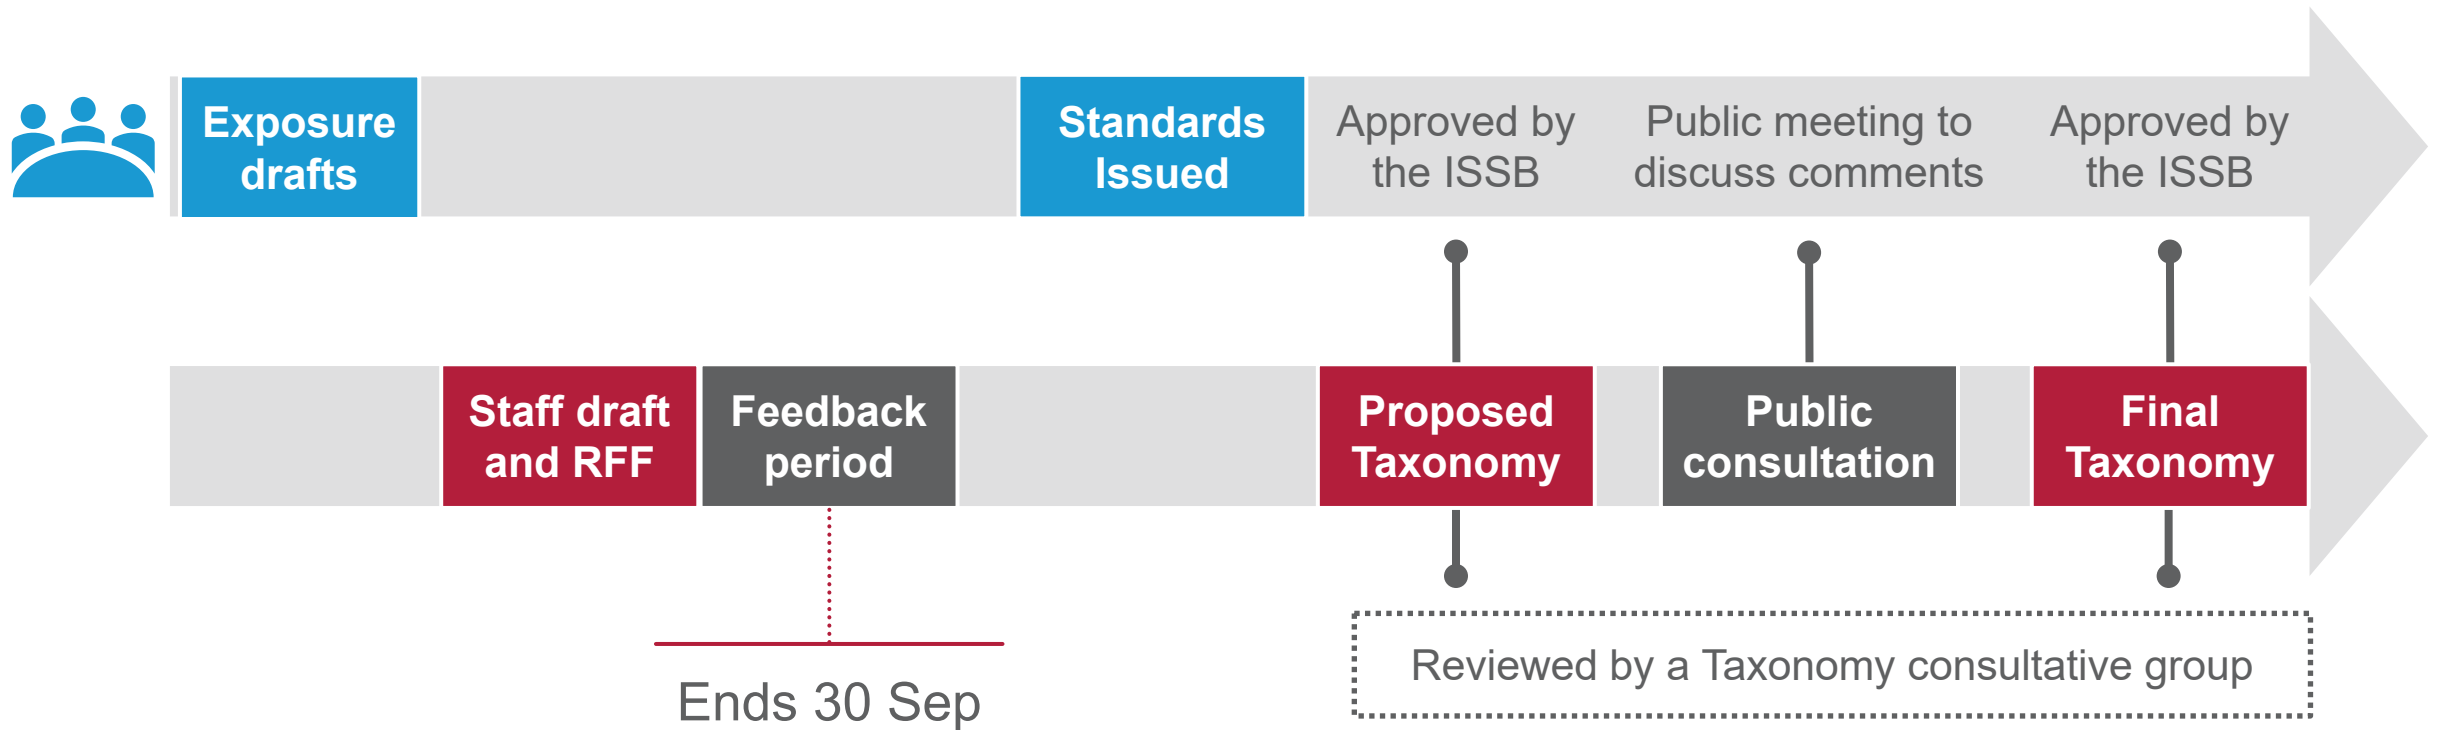 Exposure
drafts
Standards
Issued
Approved by
the ISSB
Public meeting to
discuss comments
Approved by
the ISSB
Staff draft
and RFF
Feedback
period
Proposed
Taxonomy
Public
consultation
Final
Taxonomy
Ends 30 Sep
Reviewed by a Taxonomy consultative group